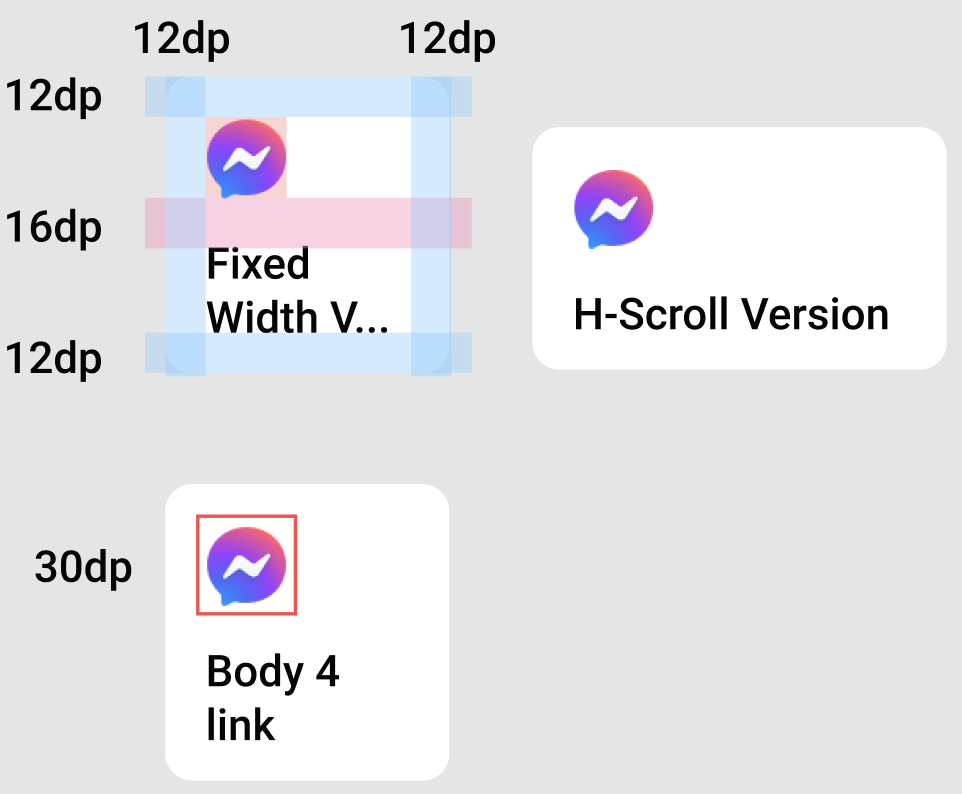 12dp 12dp
12dp
16dp
Fixed
Width V...
12dp
H-Scroll Version
30dp
Body 4
link